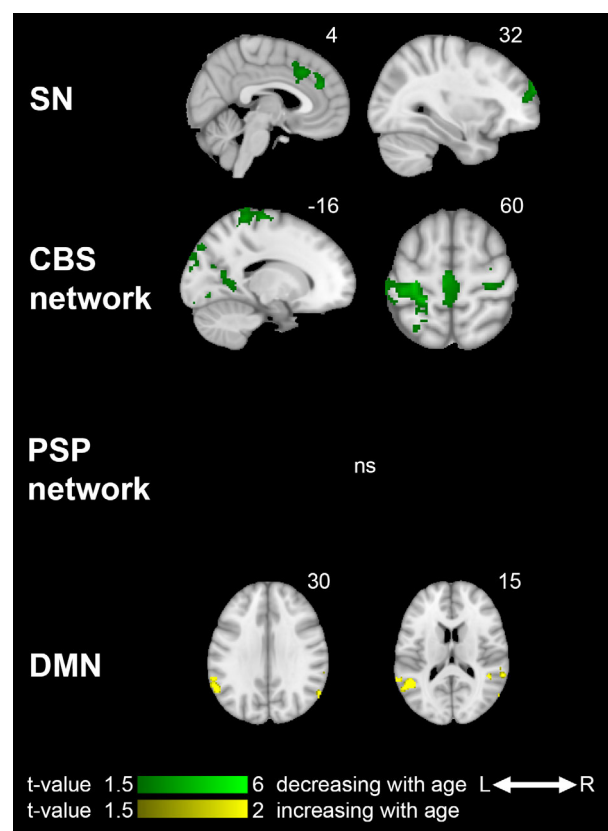 4 32
SN
-16 60
CBS
network
PSP
network
ns
30 15
DMN
t-value 1.5 6 decreasing with age L R
t-value 1.5 2 increasing with age